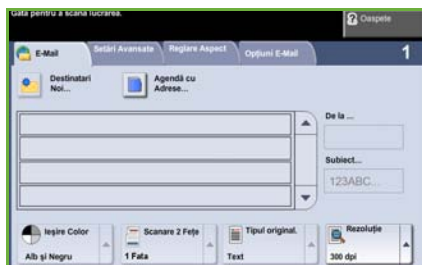 Gata pentru a scana lucrarea.
Oaspete
E-Mail
Setări Avansate
Reglare Aspect
Opțiuni E-Mail
1
Destinatari
Noi...
Agendă cu
Adrese...
De la ...
Subiect...
123ABC...
Ieșire Color
Alb și Negru
Scanare 2 Fețe
1 Fata
Tipul original.
Text
Rezoluție
300 dpi